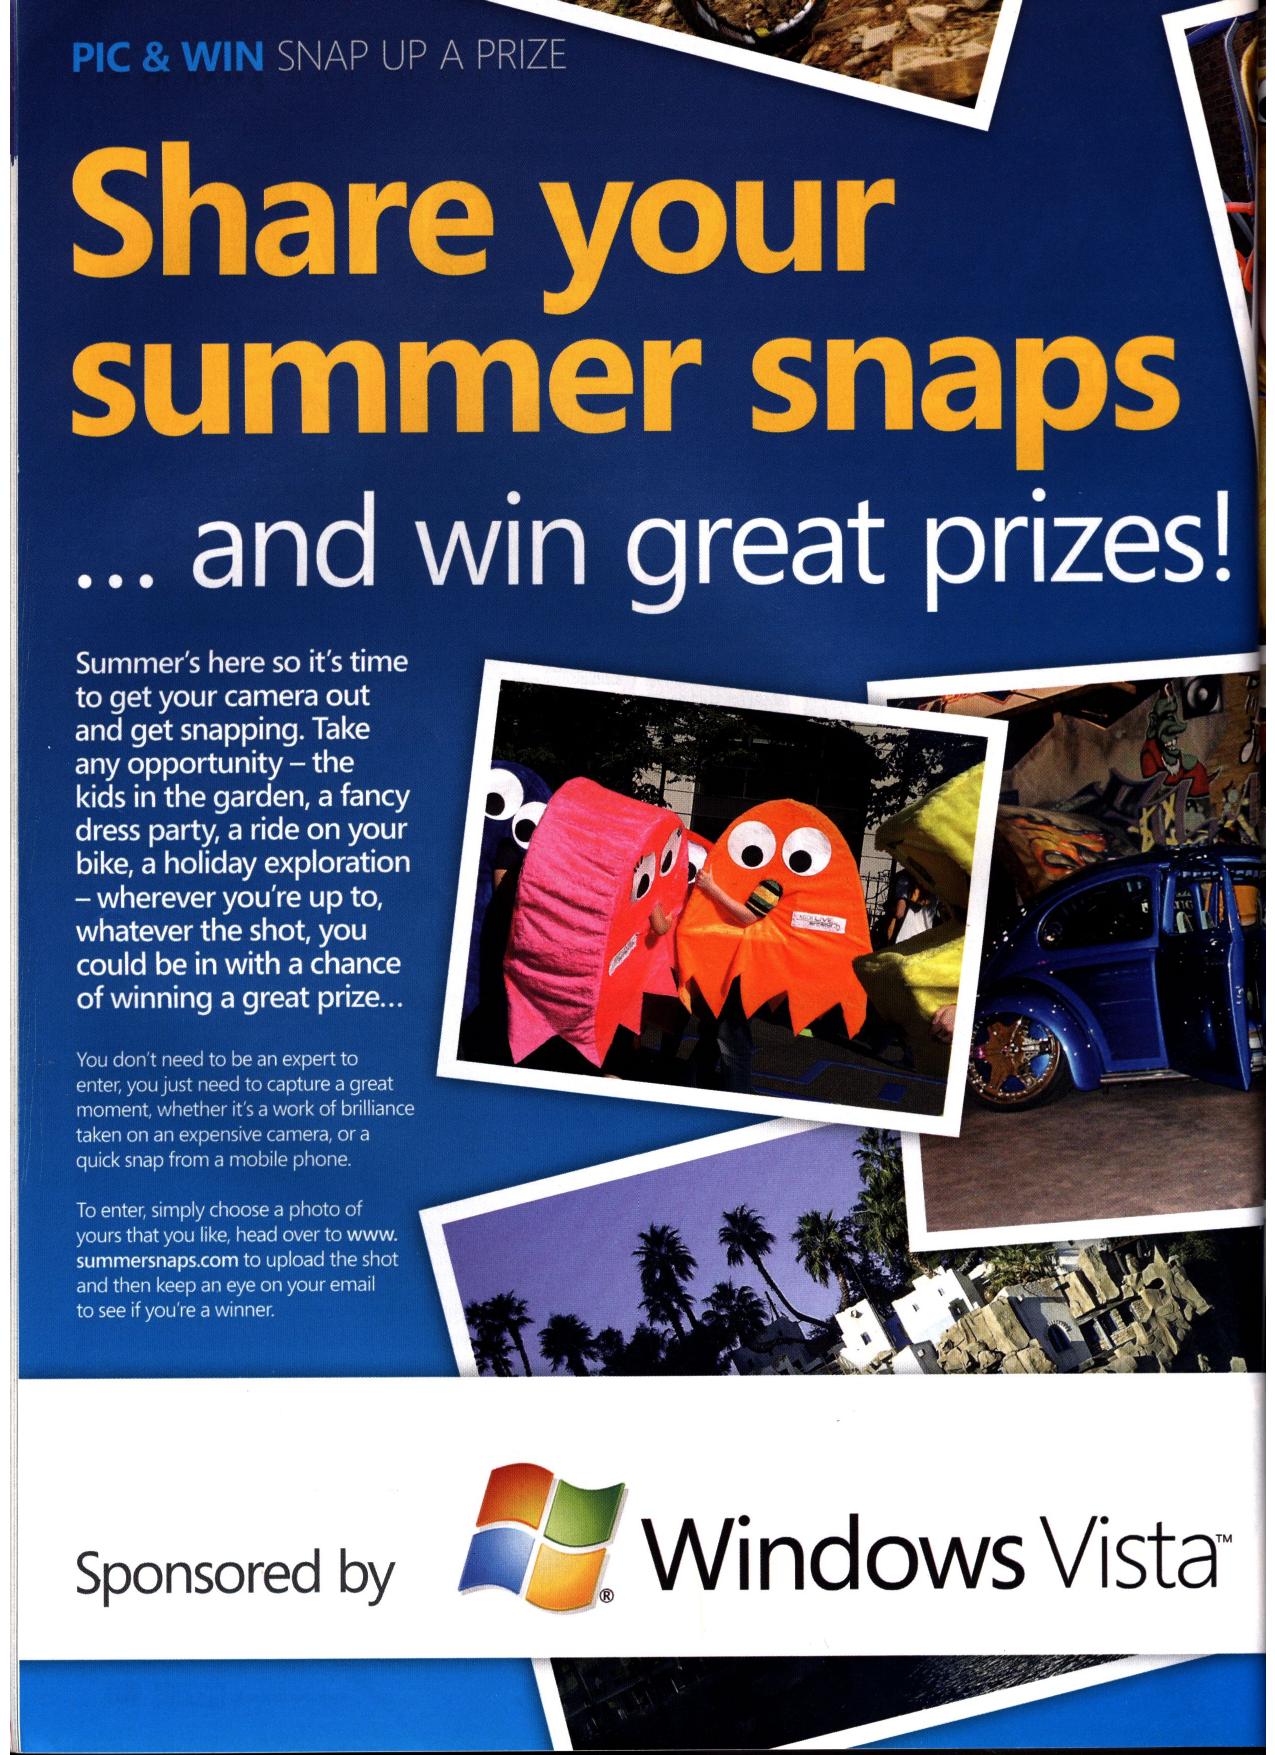 PIC & WIN SNAP UP A PRIZE
Share your
summer snaps
... and win great prizes!
Summer's here so it's time
to get your camera out
and get snapping. Take
any opportunity – the
kids in the garden, a fancy
dress party, a ride on your
bike, a holiday exploration
– wherever you're up to,
whatever the shot, you
could be in with a chance
of winning a great prize...
You don't need to be an expert to
enter, you just need to capture a great
moment, whether it's a work of brilliance
taken on an expensive camera, or a
quick snap from a mobile phone.
To enter, simply choose a photo of
yours that you like, head over to www.
summersnaps.com to upload the shot
and then keep an eye on your email
to see if you're a winner.
Sponsored by
Windows Vista™
®